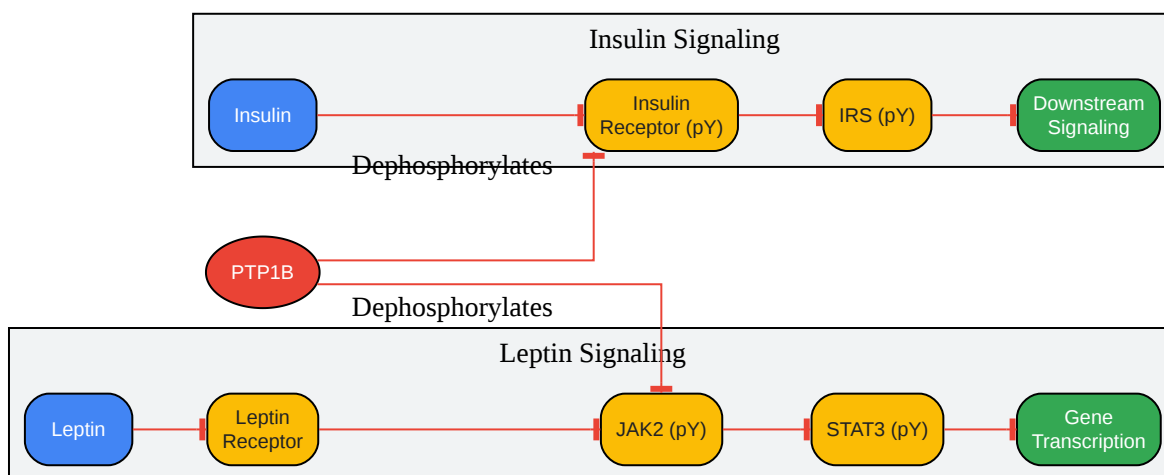 Insulin Signaling
Insulin
Insulin
Receptor (pY)
IRS (pY)
Downstream
Signaling
Dephosphorylates
PTP1B
Dephosphorylates
Leptin Signaling
Leptin
Leptin
Receptor
JAK2 (pY)
STAT3 (pY)
Gene
Transcription